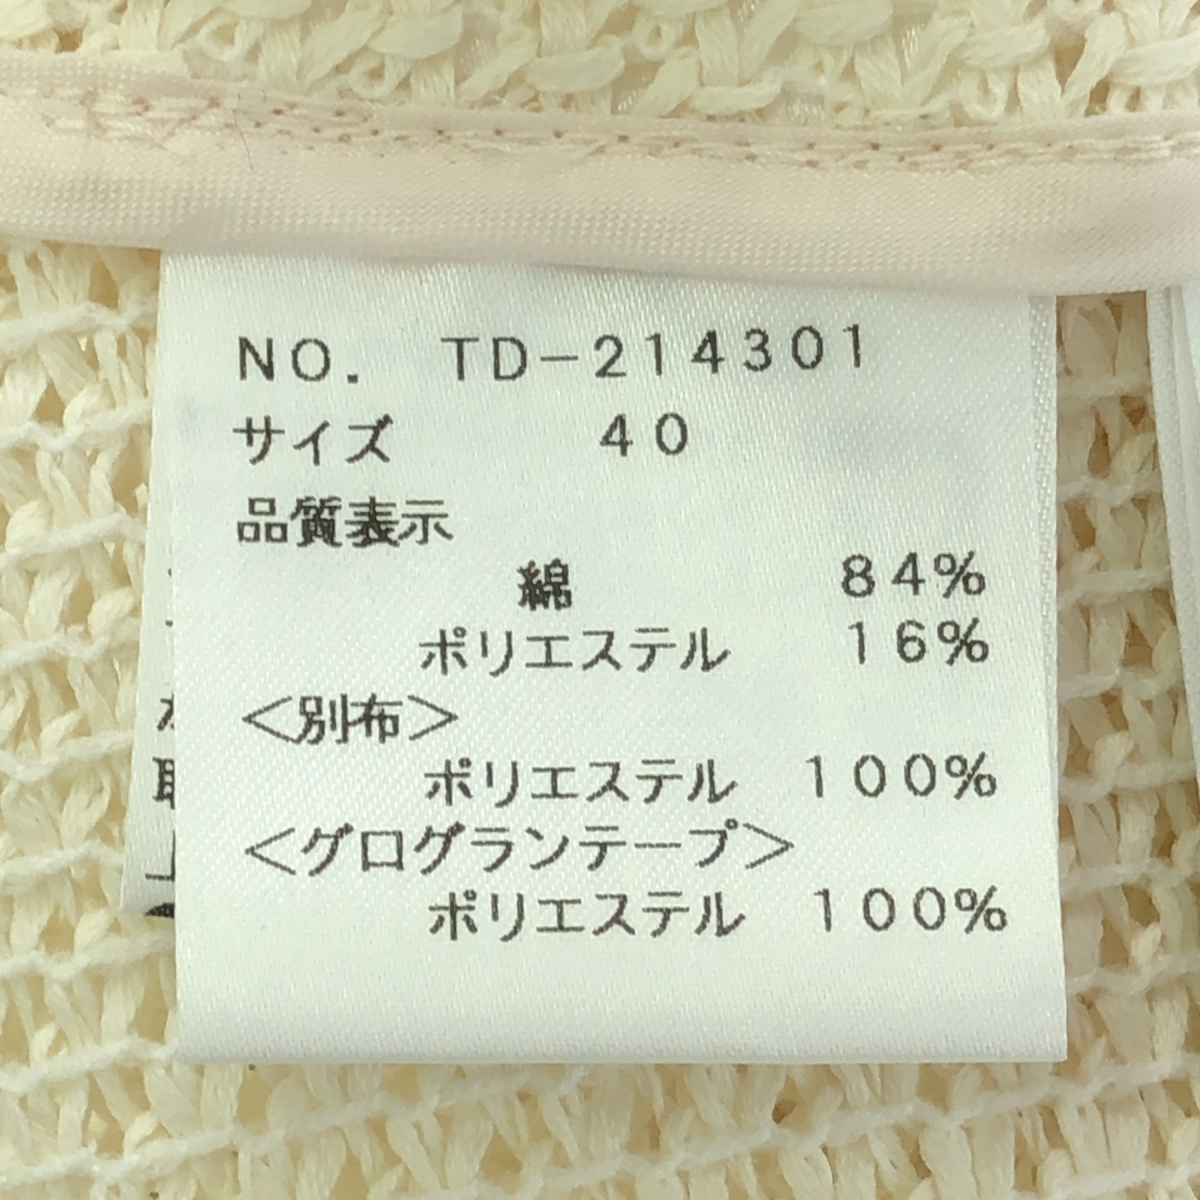 NO. TD-214301
サイズ 40
品質表示
綿 84%
ポリエステル 16%
<別布>
ポリエステル 100%
<グログランテープ>
ポリエステル 100%